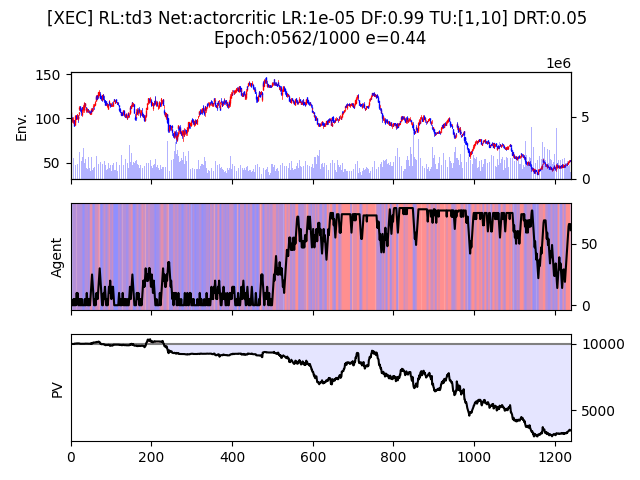 [XEC] RL:td3 Net:actorcritic LR:1e-05 DF:0.99 TU:[1,10] DRT:0.05
Epoch:0562/1000 e=0.44
1e6
150
100
50
Env.
5
0
Agent
50
0
PV
10000
5000
0 200 400 600 800 1000 1200